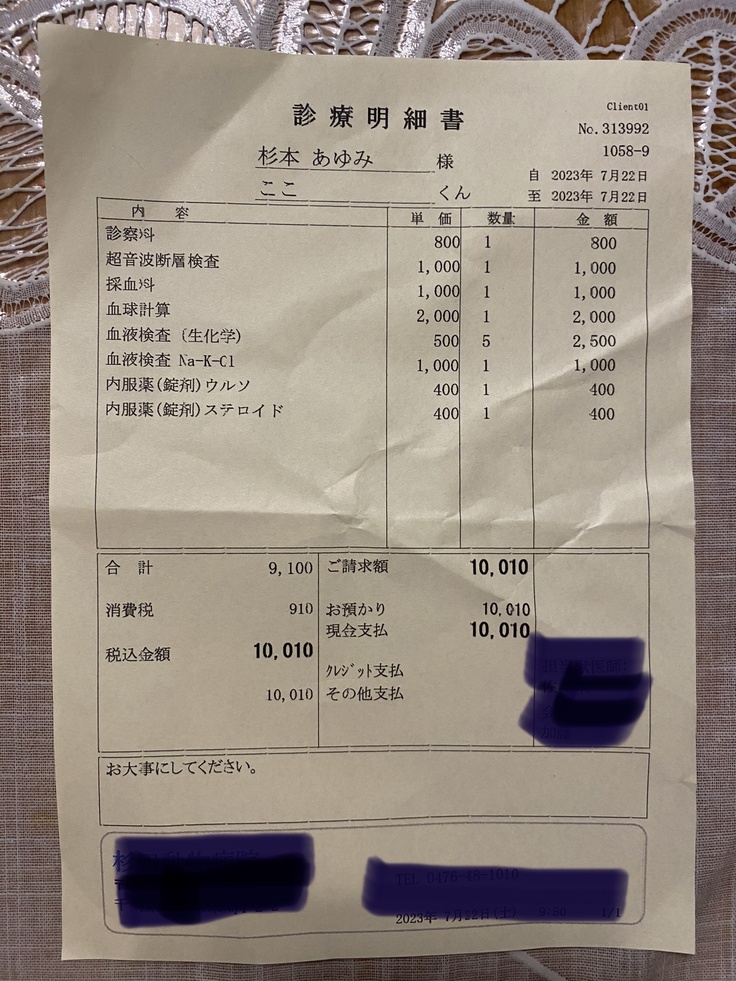 Client01
診療明細書
No.313992
1058-9
杉本 あゆみ 様
自 2023年 7月22日
ここ くん
至 2023年 7月22日
内 容 単 価 数量 金 額
診察料 800 1 800
超音波断層検査 1,000 1 1,000
採血料 1,000 1 1,000
血球計算 2,000 1 2,000
血液検査（生化学） 500 5 2,500
血液検査 Na-K-Cl 1,000 1 1,000
内服薬(錠剤)ウルソ 400 1 400
内服薬(錠剤)ステロイド 400 1 400
合 計 9,100 ご請求額 10,010
消費税 910 お預かり 10,010
現金支払 10,010
税込金額 10,010
ｸﾚｼﾞｯﾄ支払
10,010 その他支払
お大事にしてください。
2023年 7月22日(土)